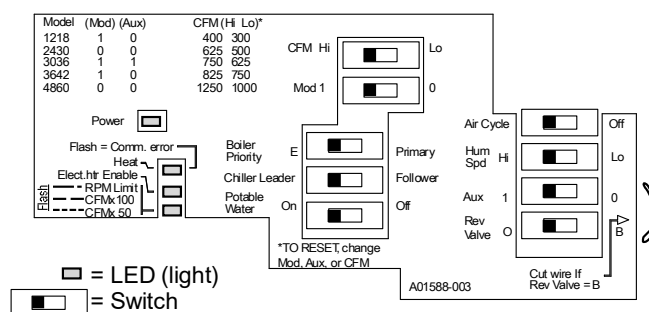 Model (Mod) (Aux) CFM (Hi Lo)*
1218 1 0 400 300
2430 0 0 625 500
3036 1 1 750 625
3642 1 0 825 750
4860 0 0 1250 1000
Power
Flash = Comm. error
Heat
Elect.htr Enable
Flash
RPM Limit
CFMx100
CFMx 50
CFM Hi Lo
Mod 1 0
Boiler Priority E Primary
Chiller Leader Follower
Potable Water On Off
*TO RESET, change
Mod, Aux, or CFM
Air Cycle Off
Hum Spd Hi Lo
Aux 1 0
Rev Valve O B
Cut wire If
Rev Valve = B
A01588-003
= LED (light)
= Switch